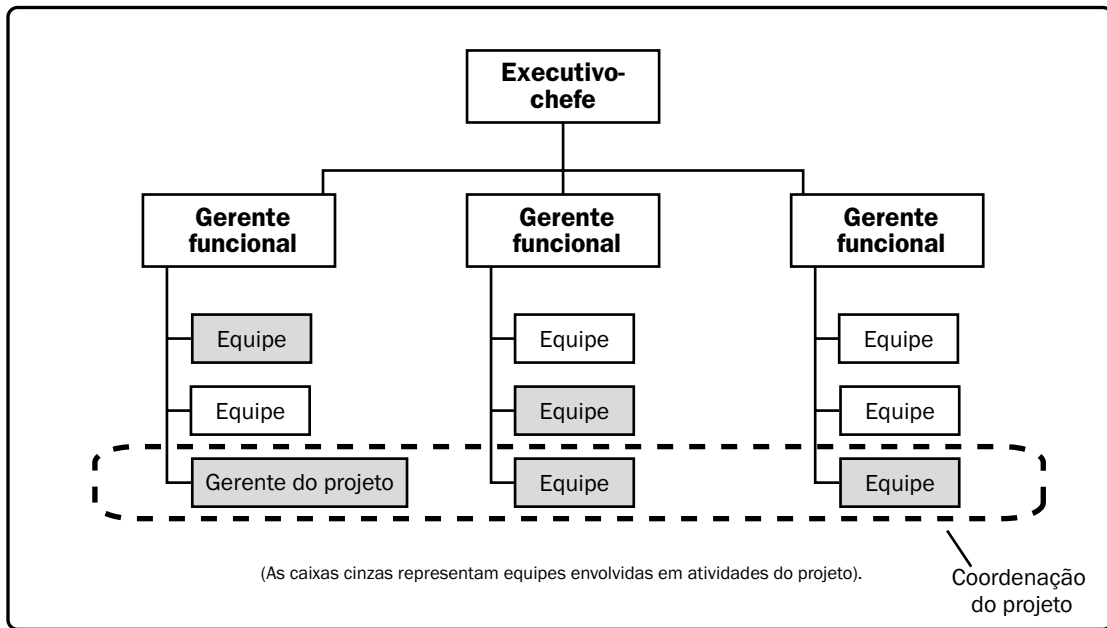 Executivo-
chefe
Gerente
funcional
Gerente
funcional
Gerente
funcional
Equipe
Equipe
Equipe
Equipe
Equipe
Equipe
Gerente do projeto
Equipe
Equipe
(As caixas cinzas representam equipes envolvidas em atividades do projeto).
Coordenação
do projeto